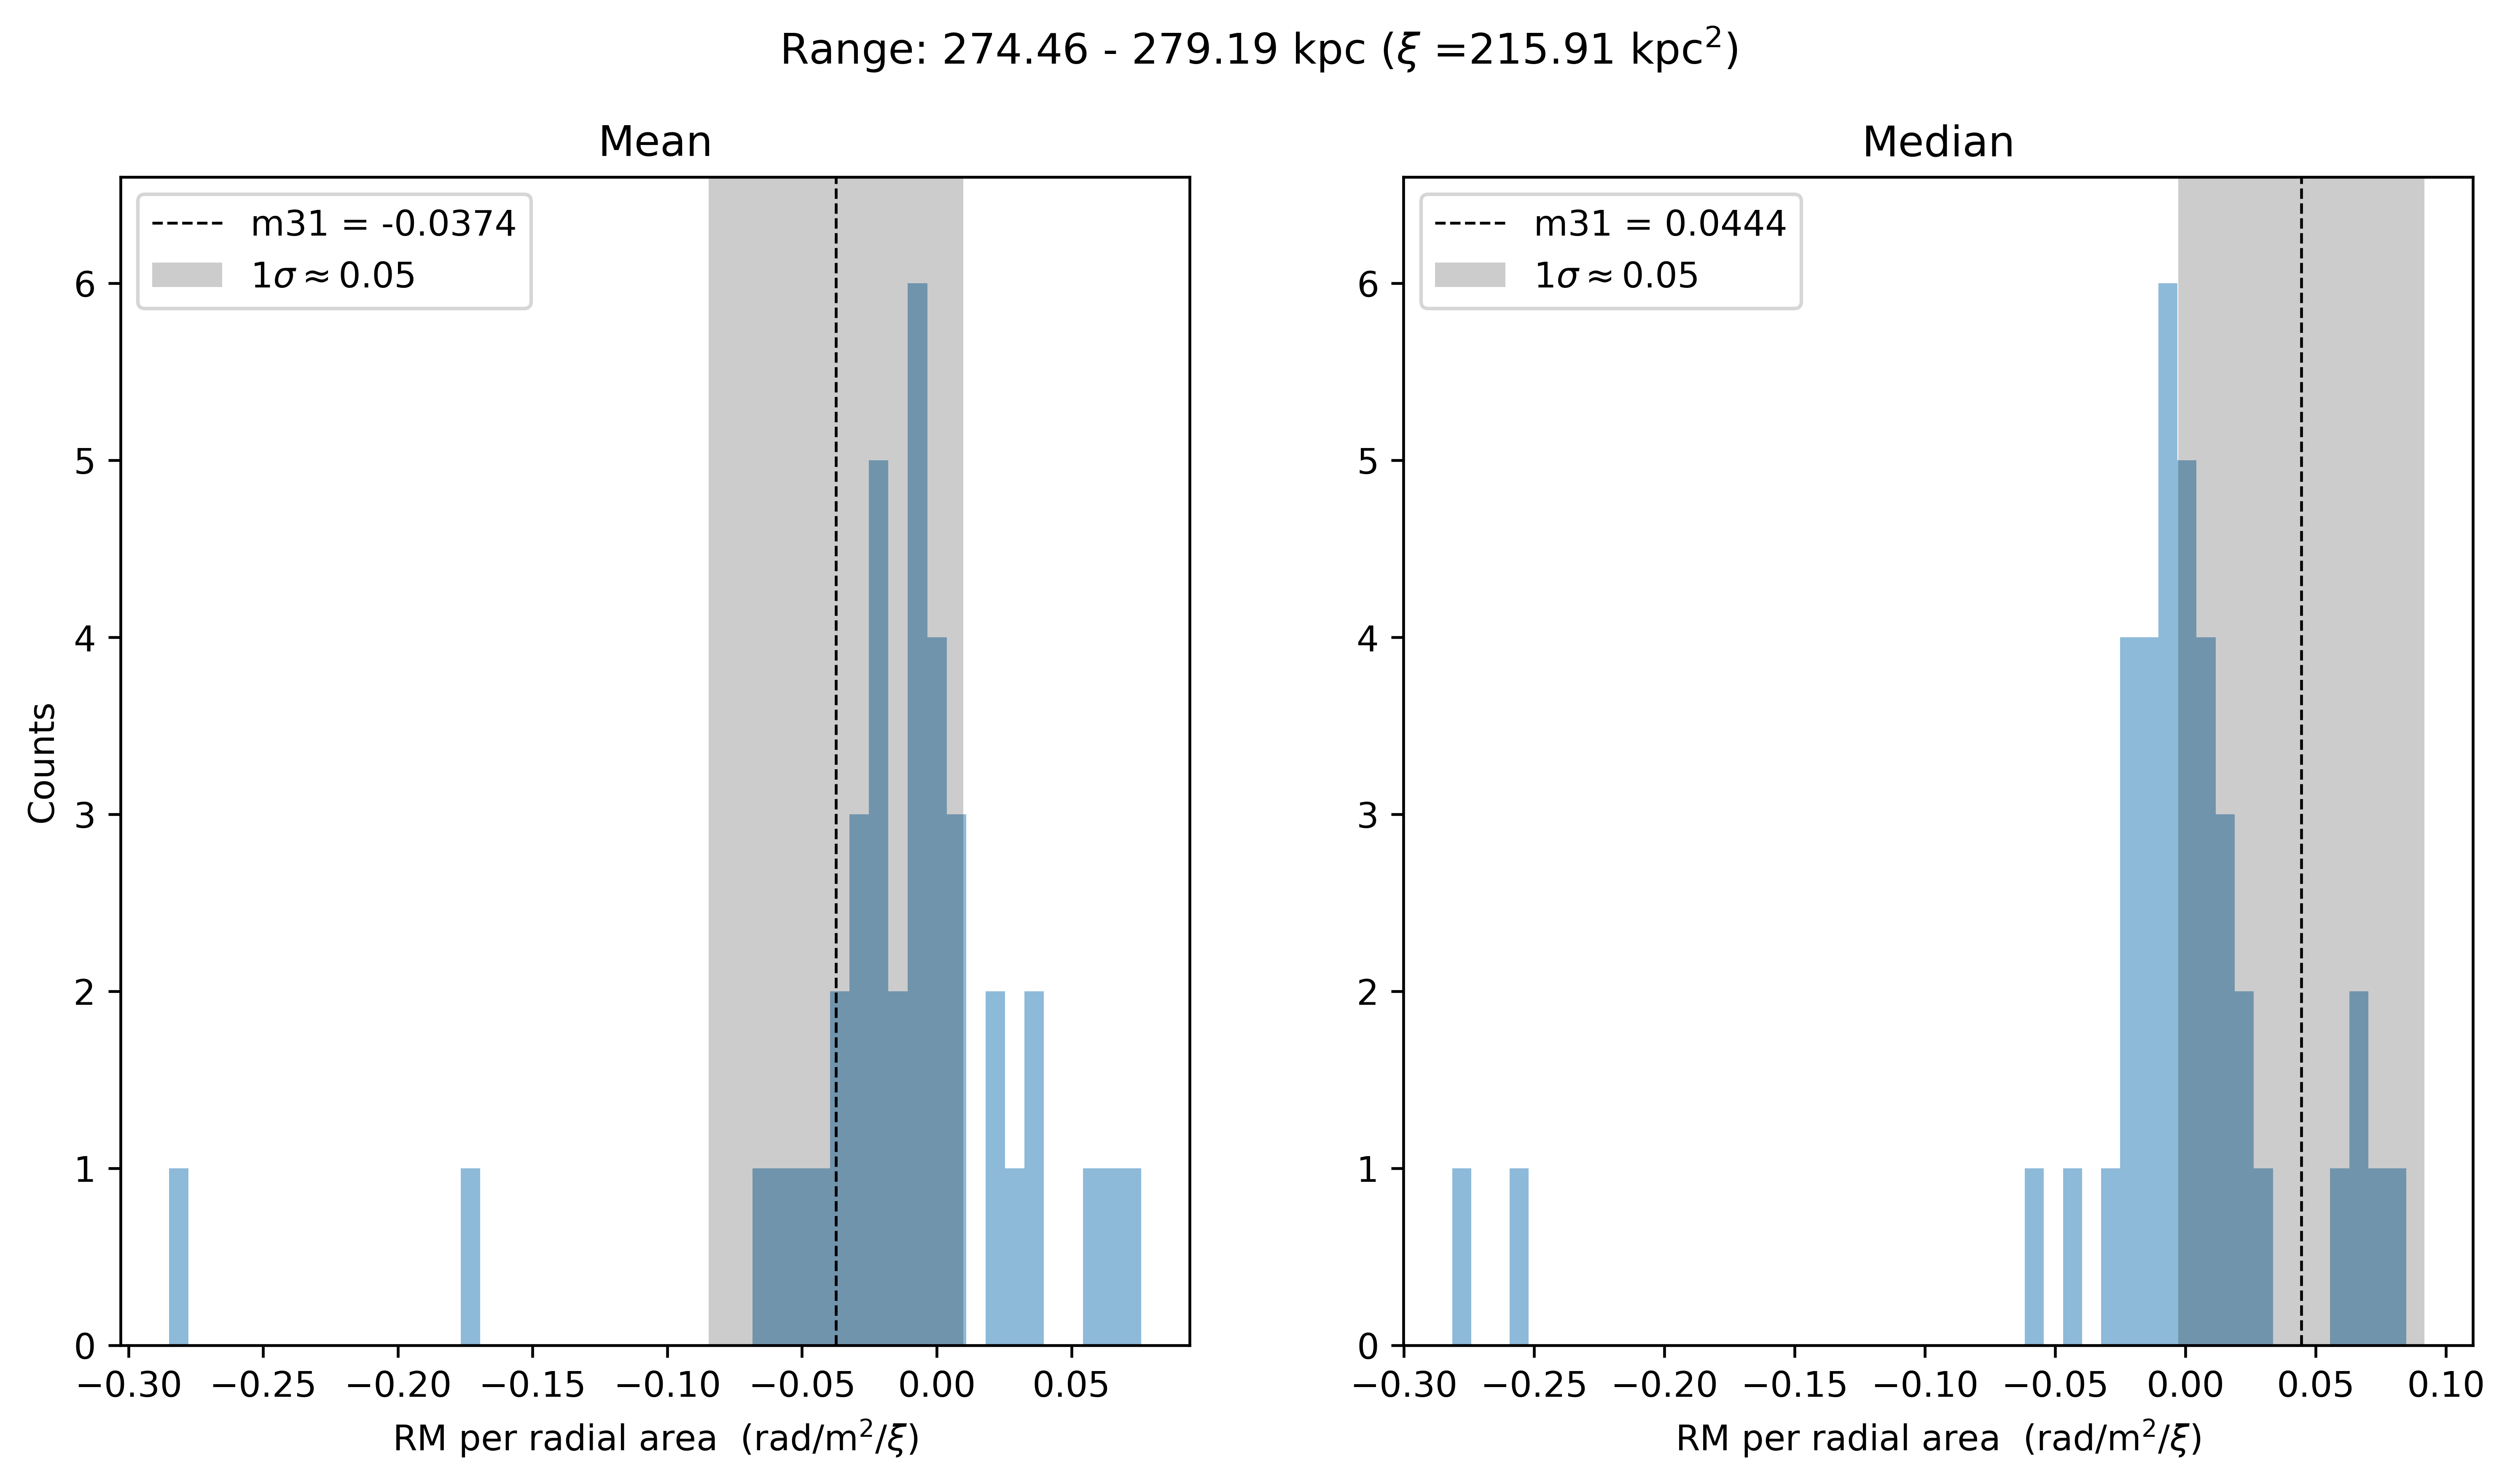 Range: 274.46 - 279.19 kpc (ξ =215.91 kpc²)
Mean
m31 = -0.0374
1σ ≈ 0.05
Counts
6
5
4
3
2
1
0
−0.30 −0.25 −0.20 −0.15 −0.10 −0.05 0.00 0.05
RM per radial area (rad/m²/ξ)
Median
m31 = 0.0444
1σ ≈ 0.05
6
5
4
3
2
1
0
−0.30 −0.25 −0.20 −0.15 −0.10 −0.05 0.00 0.05 0.10
RM per radial area (rad/m²/ξ)